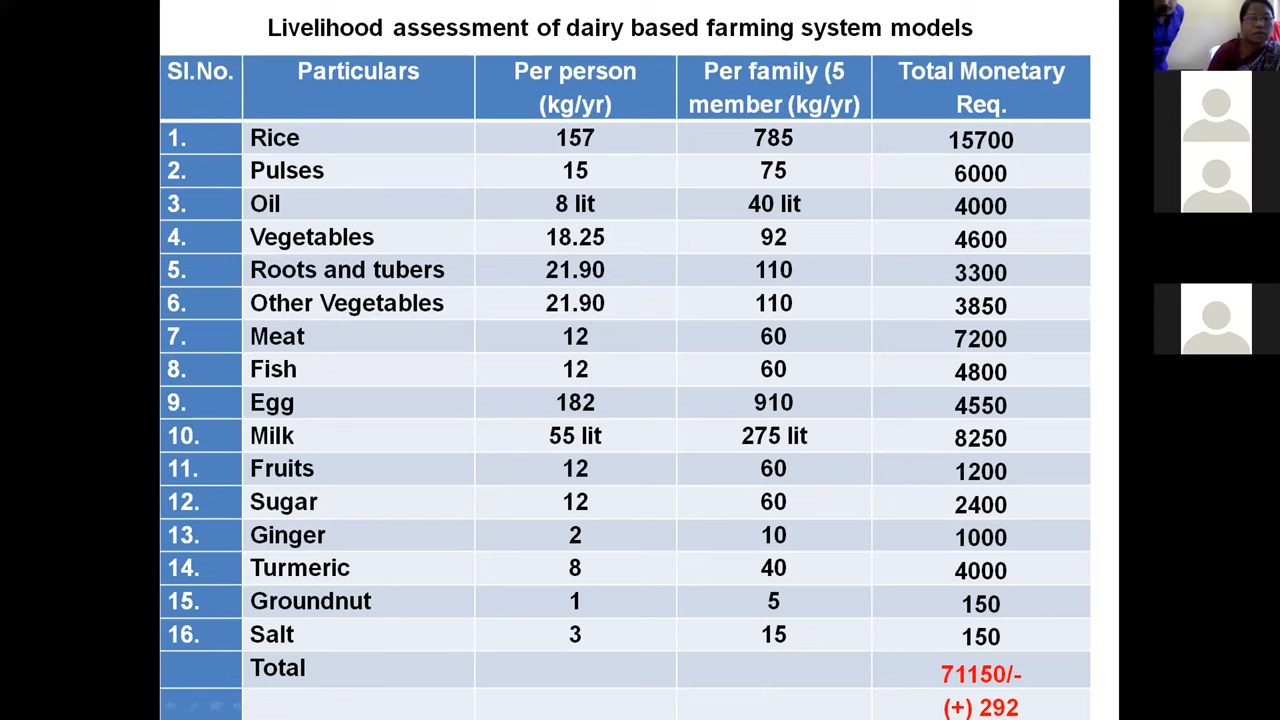 Livelihood assessment of dairy based farming system models
Sl.No. Particulars Per person (kg/yr) Per family (5 member (kg/yr) Total Monetary Req.
1. Rice 157 785 15700
2. Pulses 15 75 6000
3. Oil 8 lit 40 lit 4000
4. Vegetables 18.25 92 4600
5. Roots and tubers 21.90 110 3300
6. Other Vegetables 21.90 110 3850
7. Meat 12 60 7200
8. Fish 12 60 4800
9. Egg 182 910 4550
10. Milk 55 lit 275 lit 8250
11. Fruits 12 60 1200
12. Sugar 12 60 2400
13. Ginger 2 10 1000
14. Turmeric 8 40 4000
15. Groundnut 1 5 150
16. Salt 3 15 150
Total 71150/-
(+) 292